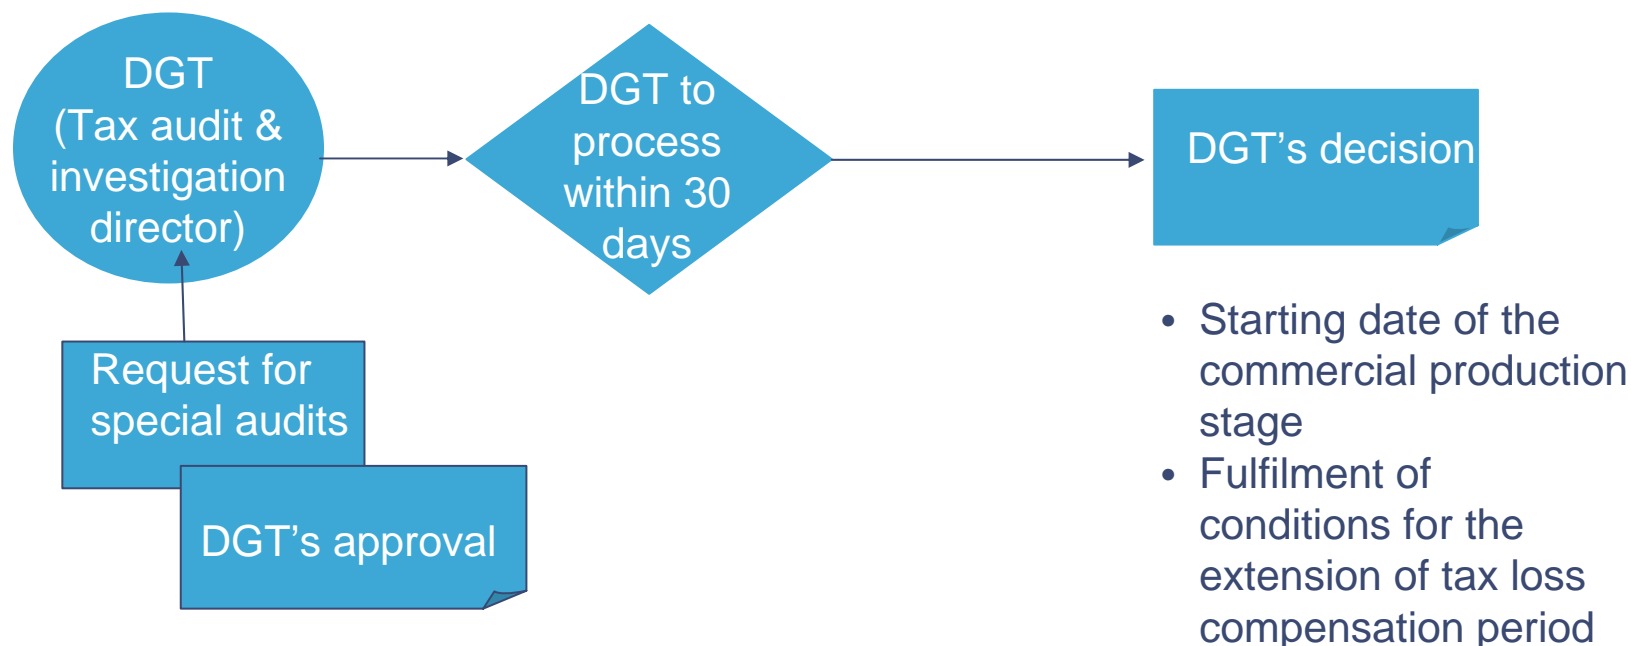 DGT
(Tax audit &
investigation
director)
DGT to
process
within 30
days
DGT’s decision
Request for
special audits
DGT’s approval
• Starting date of the
commercial production
stage
• Fulfilment of
conditions for the
extension of tax loss
compensation period